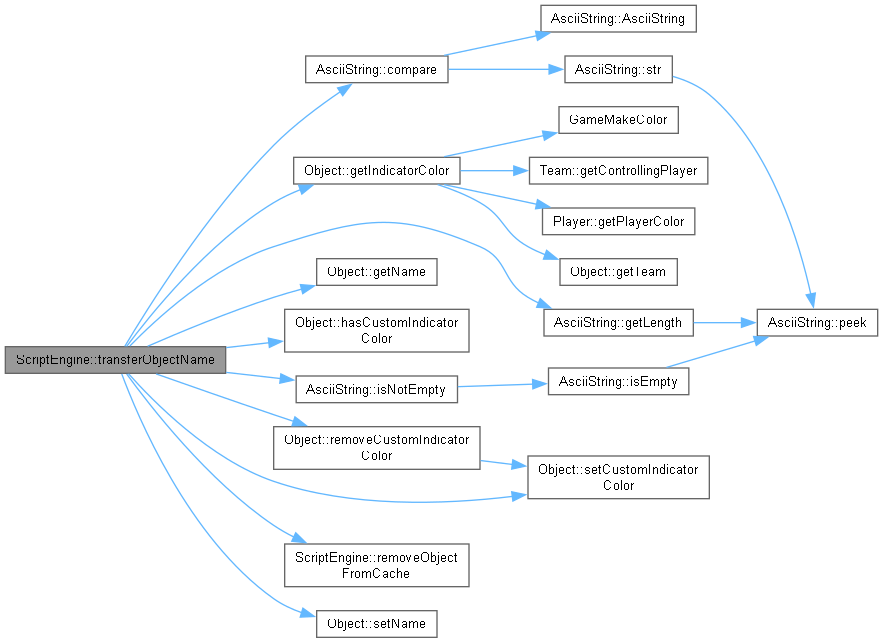 AsciiString::AsciiString
AsciiString::compare
AsciiString::str
GameMakeColor
Object::getIndicatorColor
Team::getControllingPlayer
Player::getPlayerColor
Object::getName
Object::getTeam
Object::hasCustomIndicator
Color
AsciiString::getLength
AsciiString::peek
ScriptEngine::transferObjectName
AsciiString::isNotEmpty
AsciiString::isEmpty
Object::removeCustomIndicator
Color
Object::setCustomIndicator
Color
ScriptEngine::removeObject
FromCache
Object::setName